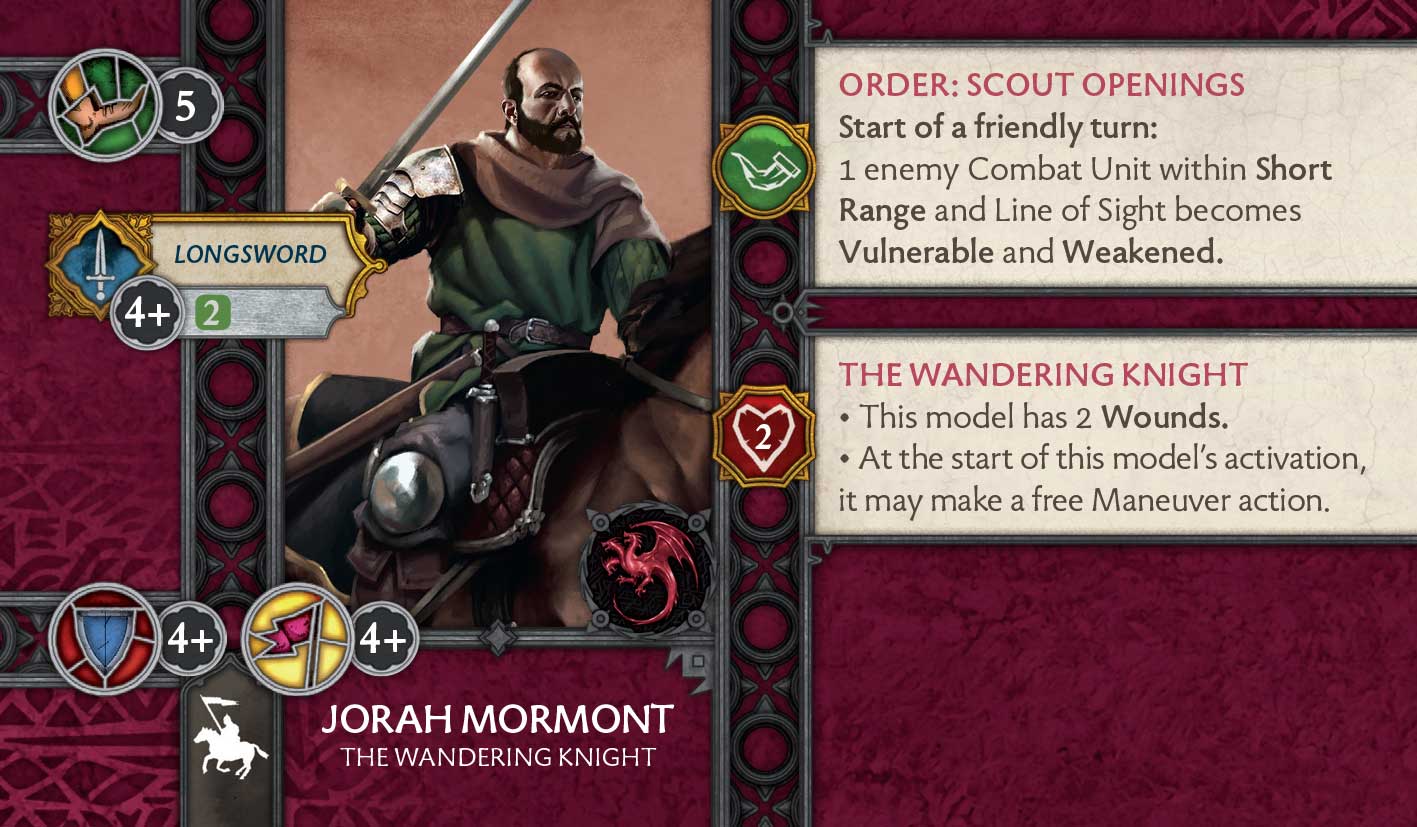 5
LONGSWORD
4+ 2
4+ 4+
JORAH MORMONT
THE WANDERING KNIGHT
ORDER: SCOUT OPENINGS
Start of a friendly turn:
1 enemy Combat Unit within Short
Range and Line of Sight becomes
Vulnerable and Weakened.
2
THE WANDERING KNIGHT
• This model has 2 Wounds.
• At the start of this model's activation,
it may make a free Maneuver action.